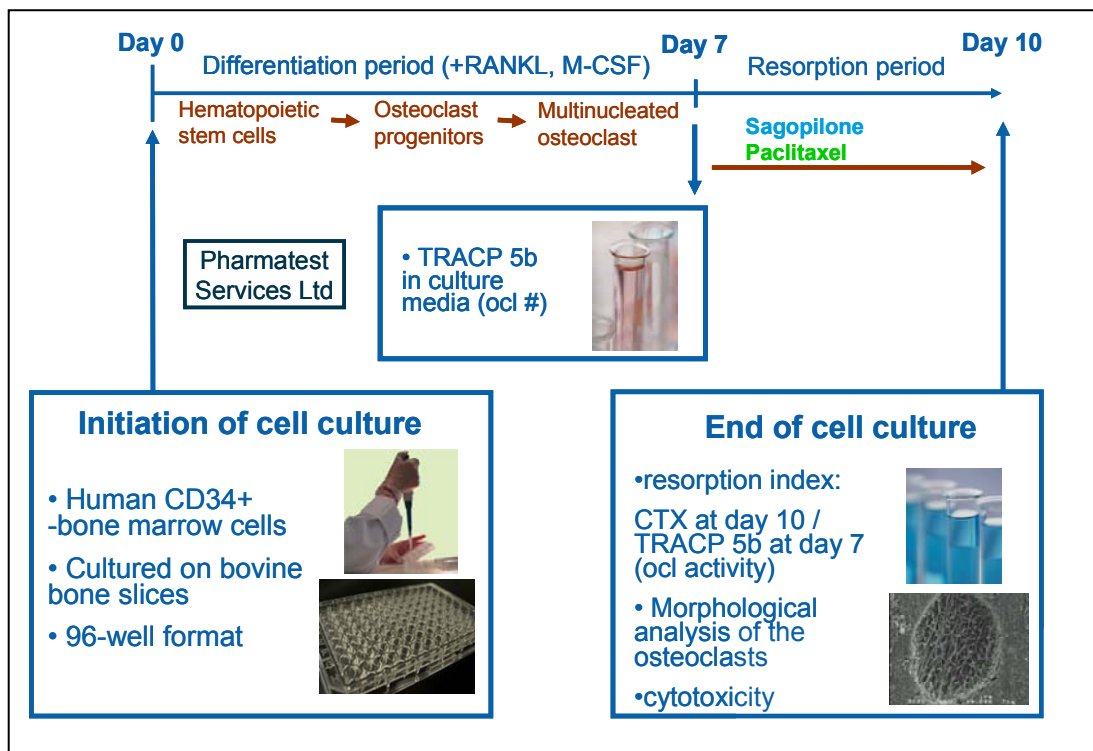 Day 0
Day 7
Day 10
Differentiation period (+RANKL, M-CSF)
Resorption period
Hematopoietic
stem cells
Osteoclast
progenitors
Multinucleated
osteoclast
Sagopilone
Paclitaxel
Pharmatest
Services Ltd
• TRACP 5b
in culture
media (ocl #)
Initiation of cell culture
• Human CD34+
-bone marrow cells
• Cultured on bovine
bone slices
• 96-well format
End of cell culture
•resorption index:
CTX at day 10 /
TRACP 5b at day 7
(ocl activity)
• Morphological
analysis of the
osteoclasts
•cytotoxicity